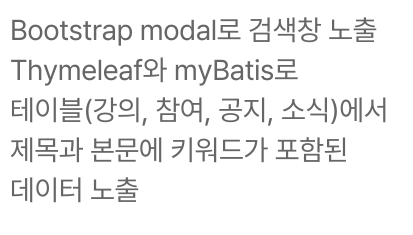 Bootstrap modal로 검색창 노출
Thymeleaf와 myBatis로
테이블(강의, 참여, 공지, 소식)에서
제목과 본문에 키워드가 포함된
데이터 노출